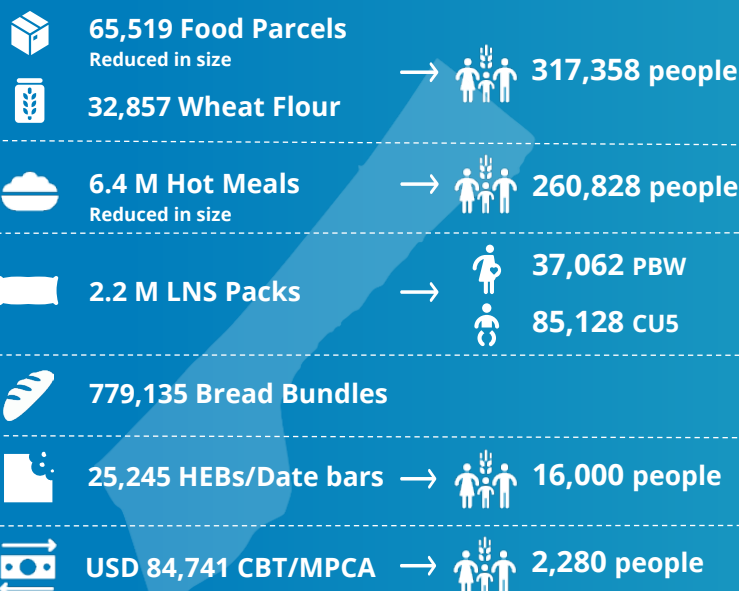 65,519 Food Parcels
Reduced in size
32,857 Wheat Flour
317,358 people
6.4 M Hot Meals
Reduced in size
260,828 people
2.2 M LNS Packs
37,062 PBW
85,128 CU5
779,135 Bread Bundles
25,245 HEBs/Date bars
16,000 people
USD 84,741 CBT/MPCA
2,280 people